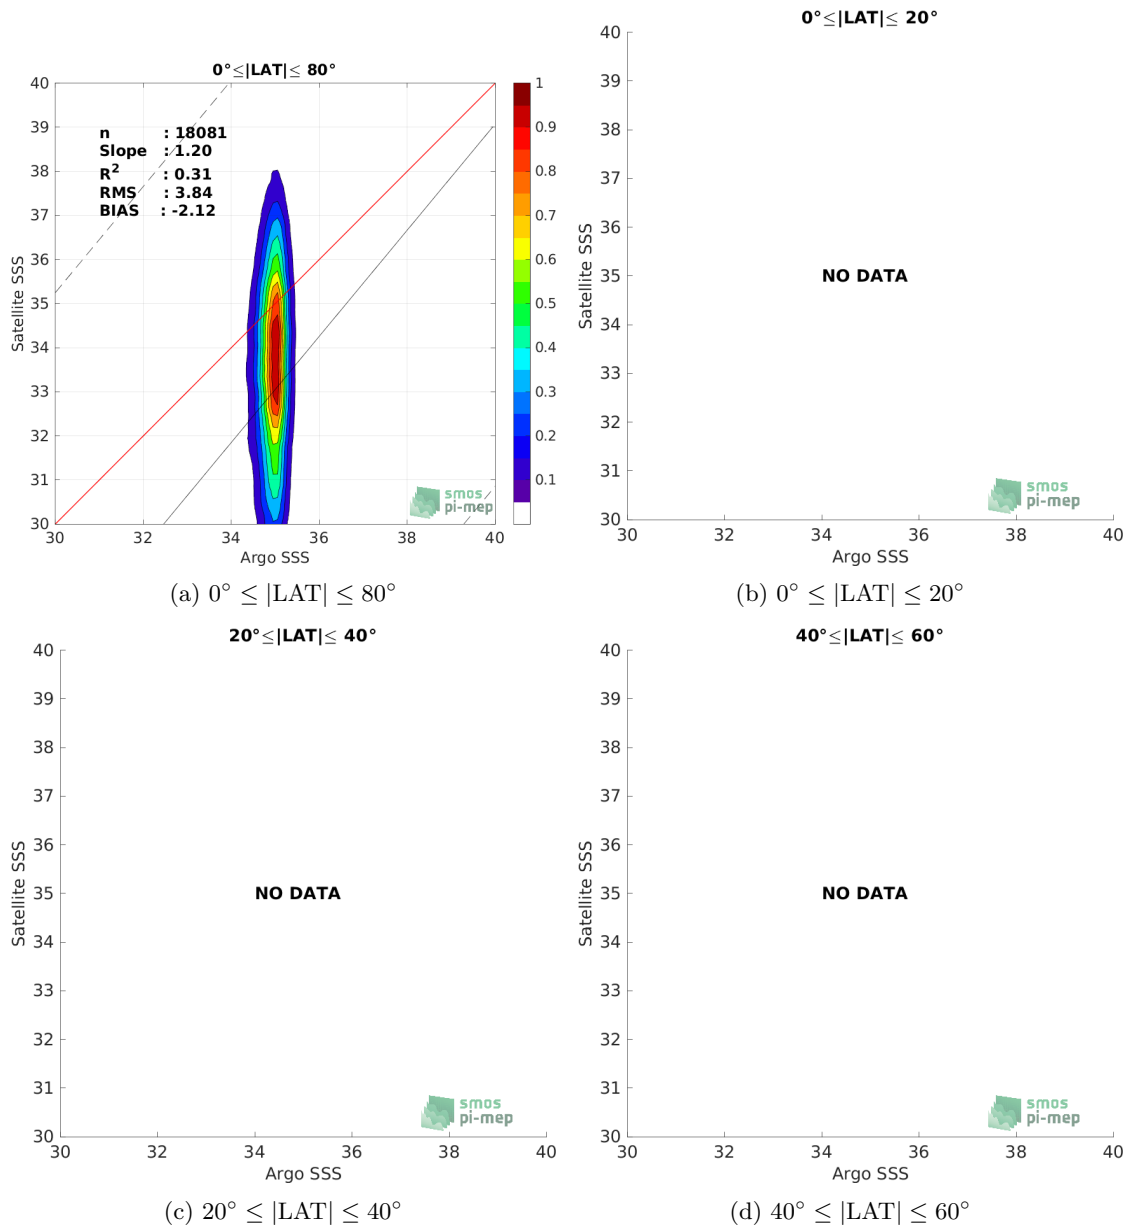 0°≤|LAT|≤ 80°
40
39
38
37
36
35
34
33
32
31
30
Satellite SSS
n : 18081
Slope : 1.20
R² : 0.31
RMS : 3.84
BIAS : -2.12
1
0.9
0.8
0.7
0.6
0.5
0.4
0.3
0.2
0.1
smos
pi-mep
30 32 34 36 38 40
Argo SSS
(a) 0° ≤ |LAT| ≤ 80°
0°≤|LAT|≤ 20°
40
39
38
37
36
35
34
33
32
31
30
Satellite SSS
NO DATA
smos
pi-mep
30 32 34 36 38 40
Argo SSS
(b) 0° ≤ |LAT| ≤ 20°
20°≤|LAT|≤ 40°
40
39
38
37
36
35
34
33
32
31
30
Satellite SSS
NO DATA
smos
pi-mep
30 32 34 36 38 40
Argo SSS
(c) 20° ≤ |LAT| ≤ 40°
40°≤|LAT|≤ 60°
40
39
38
37
36
35
34
33
32
31
30
Satellite SSS
NO DATA
smos
pi-mep
30 32 34 36 38 40
Argo SSS
(d) 40° ≤ |LAT| ≤ 60°